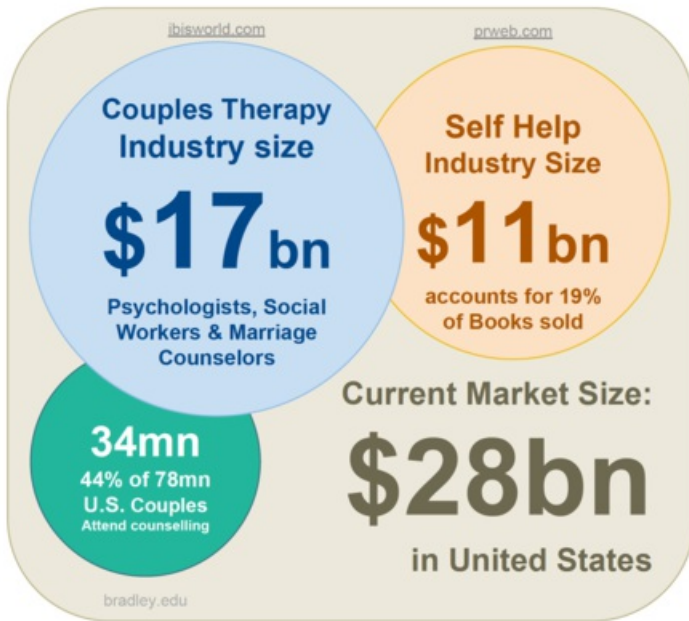 ibisworld.com
prweb.com
Couples Therapy
Industry size
$17bn
Psychologists, Social
Workers & Marriage
Counselors
Self Help
Industry Size
$11bn
accounts for 19%
of Books sold
34mn
44% of 78mn
U.S. Couples
Attend counselling
Current Market Size:
$28bn
in United States
bradley.edu